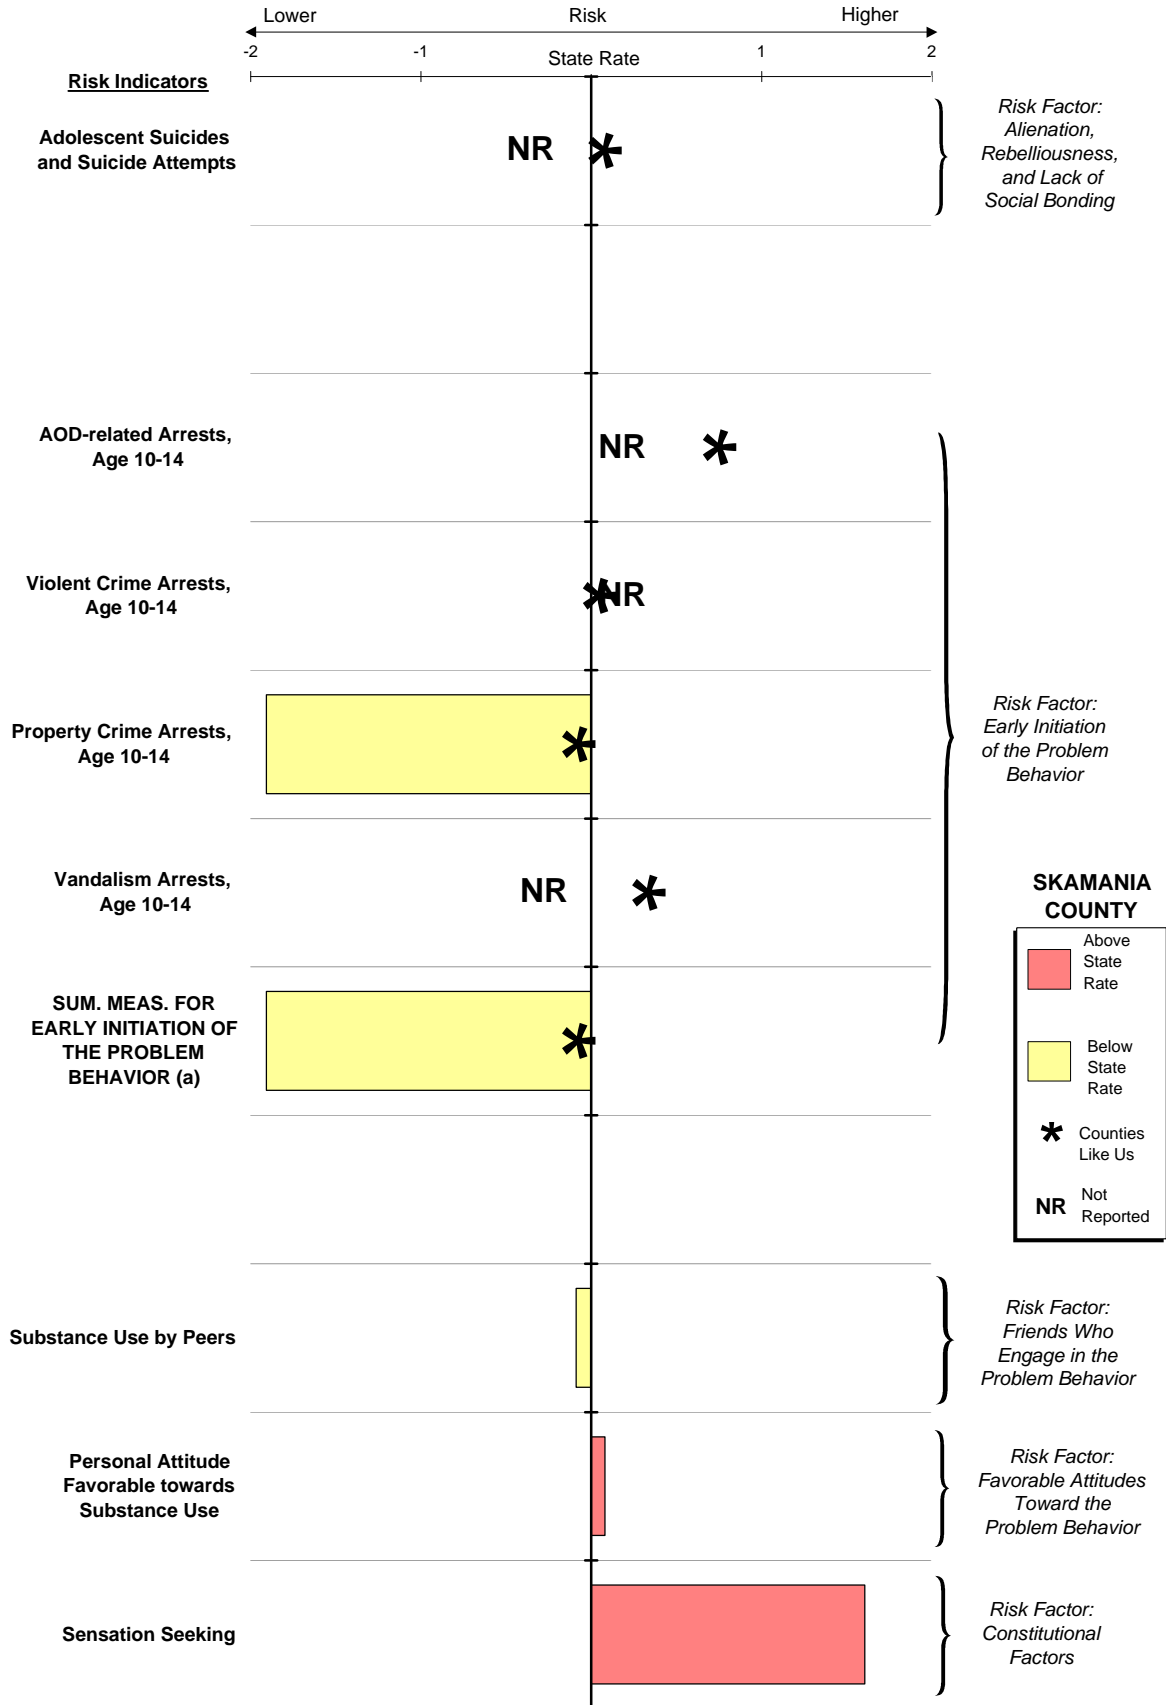 Lower Risk Higher
-2 -1 State Rate 1 2
Risk Indicators
Adolescent Suicides
and Suicide Attempts
NR *
Risk Factor:
Alienation,
Rebelliousness,
and Lack of
Social Bonding
AOD-related Arrests,
Age 10-14
NR *
Violent Crime Arrests,
Age 10-14
* NR
Property Crime Arrests,
Age 10-14
*
Risk Factor:
Early Initiation
of the Problem
Behavior
Vandalism Arrests,
Age 10-14
NR *
SUM. MEAS. FOR
EARLY INITIATION OF
THE PROBLEM
BEHAVIOR (a)
*
SKAMANIA
COUNTY
Above
State
Rate
Below
State
Rate
* Counties
Like Us
NR Not
Reported
Substance Use by Peers
Risk Factor:
Friends Who
Engage in the
Problem Behavior
Personal Attitude
Favorable towards
Substance Use
Risk Factor:
Favorable Attitudes
Toward the
Problem Behavior
Sensation Seeking
Risk Factor:
Constitutional
Factors